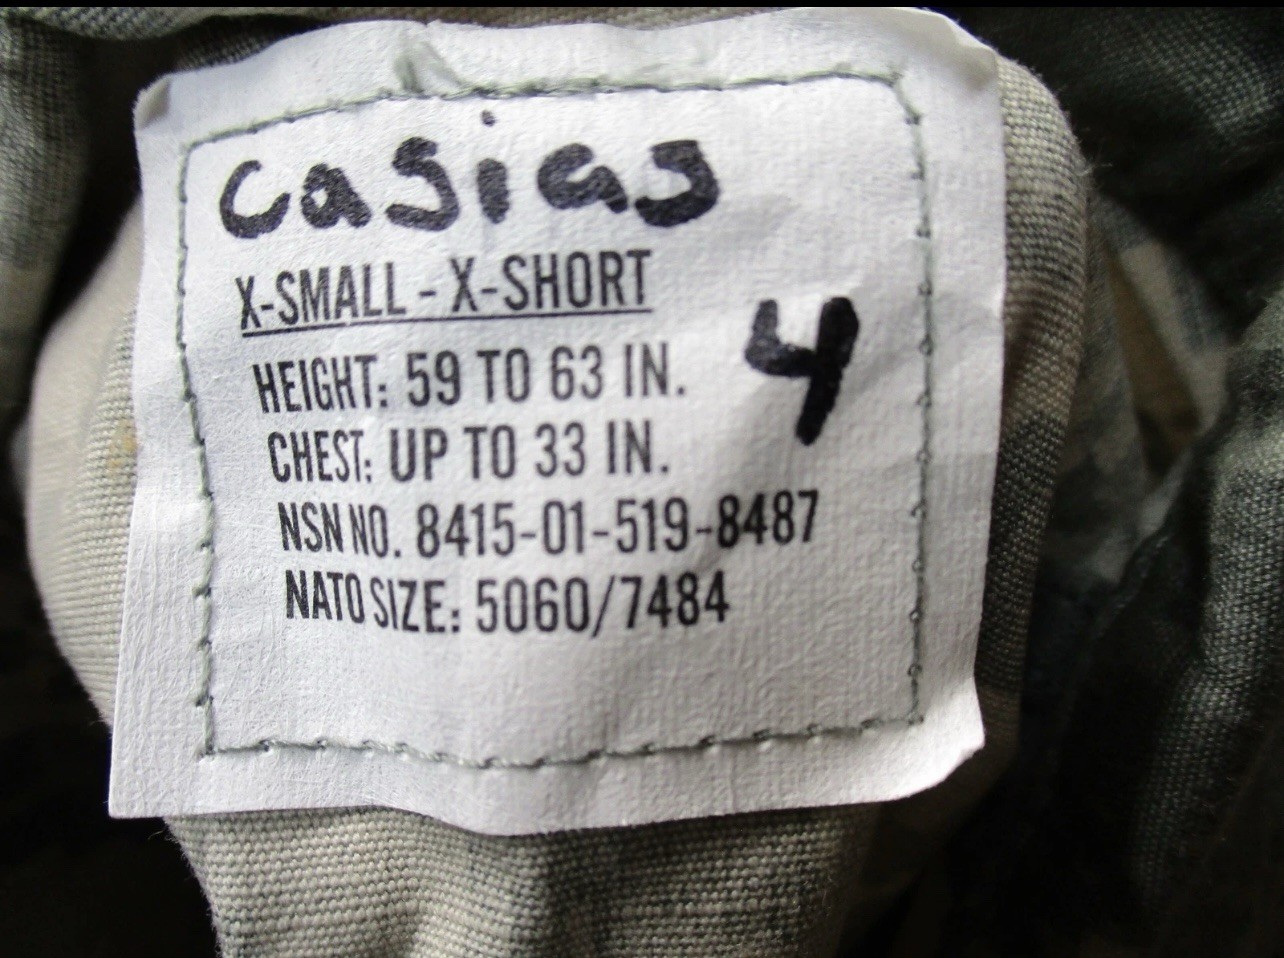 Casias
X-SMALL - X-SHORT
4
HEIGHT: 59 TO 63 IN.
CHEST: UP TO 33 IN.
NSN NO. 8415-01-519-8487
NATO SIZE: 5060/7484